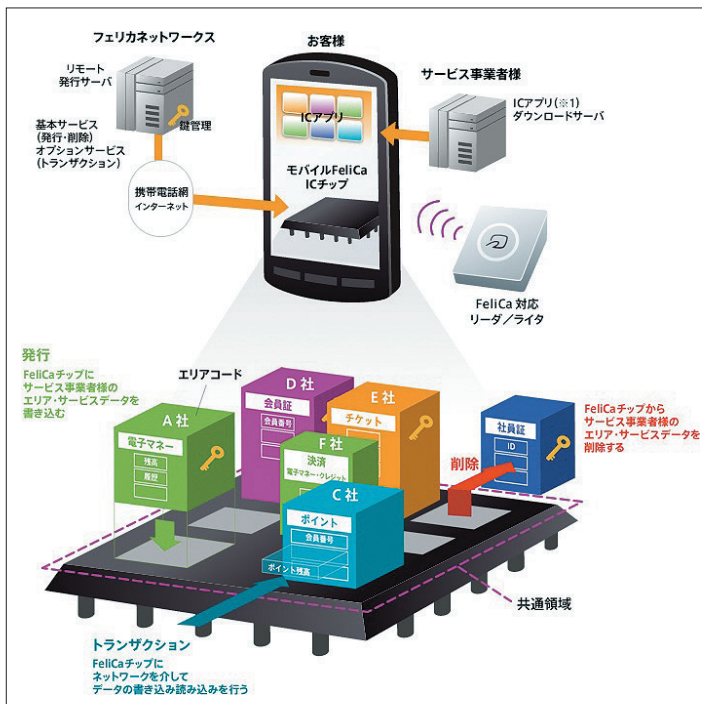 フェリカネットワークス
リモート
発行サーバ
基本サービス
(発行・削除)
オプションサービス
(トランザクション)
鍵管理
携帯電話網
インターネット
お客様
ICアプリ
モバイルFeliCa
ICチップ
サービス事業者様
ICアプリ(※1)
ダウンロードサーバ
FeliCa 対応
リーダ/ライタ
発行
FeliCaチップに
サービス事業者様の
エリア・サービスデータを
書き込む
エリアコード
A 社
電子マネー
残高
履歴
D 社
会員証
会員番号
E 社
チケット
F 社
決済
電子マネー・クレジット
C 社
ポイント
会員番号
ポイント残高
社員証
ID
削除
FeliCaチップから
サービス事業者様の
エリア・サービスデータを
削除する
共通領域
トランザクション
FeliCaチップに
ネットワークを介して
データの書き込み読み込みを行う